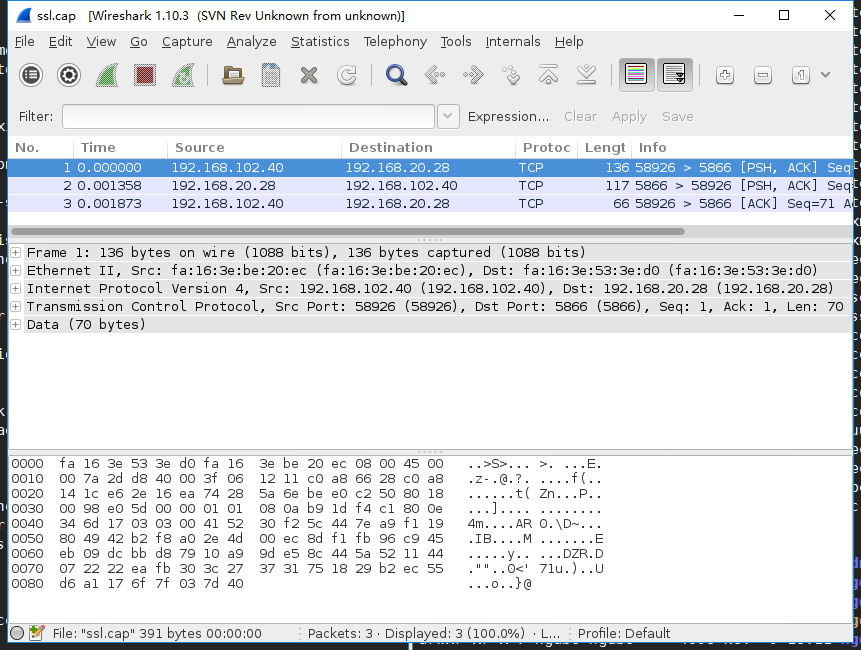 ssl.cap [Wireshark 1.10.3 (SVN Rev Unknown from unknown)]
File Edit View Go Capture Analyze Statistics Telephony Tools Internals Help
Filter: Expression... Clear Apply Save
No. Time Source Destination Protoc Lengt Info
1 0.000000 192.168.102.40 192.168.20.28 TCP 136 58926 > 5866 [PSH, ACK] Seq=
2 0.001358 192.168.20.28 192.168.102.40 TCP 117 5866 > 58926 [PSH, ACK] Seq=
3 0.001873 192.168.102.40 192.168.20.28 TCP 66 58926 > 5866 [ACK] Seq=71 A
Frame 1: 136 bytes on wire (1088 bits), 136 bytes captured (1088 bits)
Ethernet II, Src: fa:16:3e:be:20:ec (fa:16:3e:be:20:ec), Dst: fa:16:3e:53:3e:d0 (fa:16:3e:53:3e:d0)
Internet Protocol Version 4, Src: 192.168.102.40 (192.168.102.40), Dst: 192.168.20.28 (192.168.20.28)
Transmission Control Protocol, Src Port: 58926 (58926), Dst Port: 5866 (5866), Seq: 1, Ack: 1, Len: 70
Data (70 bytes)
0000 fa 16 3e 53 3e d0 fa 16 3e be 20 ec 08 00 45 00 ..>S>... >. ...E.
0010 00 7a 2d d8 40 00 3f 06 12 11 c0 a8 66 28 c0 a8 .z-.@.?. ....f(..
0020 14 1c e6 2e 16 ea 74 28 5a 6e be e0 c2 50 80 18 ......t( Zn...P..
0030 00 98 e0 5d 00 00 01 01 08 0a b9 1d f4 c1 80 0e ...].... ........
0040 34 6d 17 03 03 00 41 52 30 f2 5c 44 7e a9 f1 19 4m....AR 0.\D~...
0050 80 49 42 b2 f8 a0 2e 4d 00 ec 8d f1 fb 96 c9 45 .IB....M .......E
0060 eb 09 dc bb d8 79 10 a9 9d e5 8c 44 5a 52 11 44 .....y.. ...DZR.D
0070 07 22 22 ea fb 30 3c 27 37 31 75 18 29 b2 ec 55 .""..0<' 71u.)..U
0080 d6 a1 17 6f 7f 03 7d 40 ...o..}@
File: "ssl.cap" 391 bytes 00:00:00 Packets: 3 · Displayed: 3 (100.0%) · L... Profile: Default